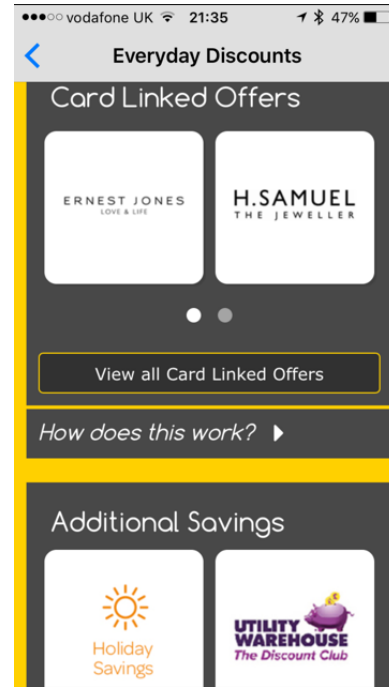 vodafone UK 21:35 47%
Everyday Discounts
Card Linked Offers
ERNEST JONES
LOVE & LIFE
H.SAMUEL
THE JEWELLER
View all Card Linked Offers
How does this work?
Additional Savings
Holiday
Savings
UTILITY
WAREHOUSE
The Discount Club